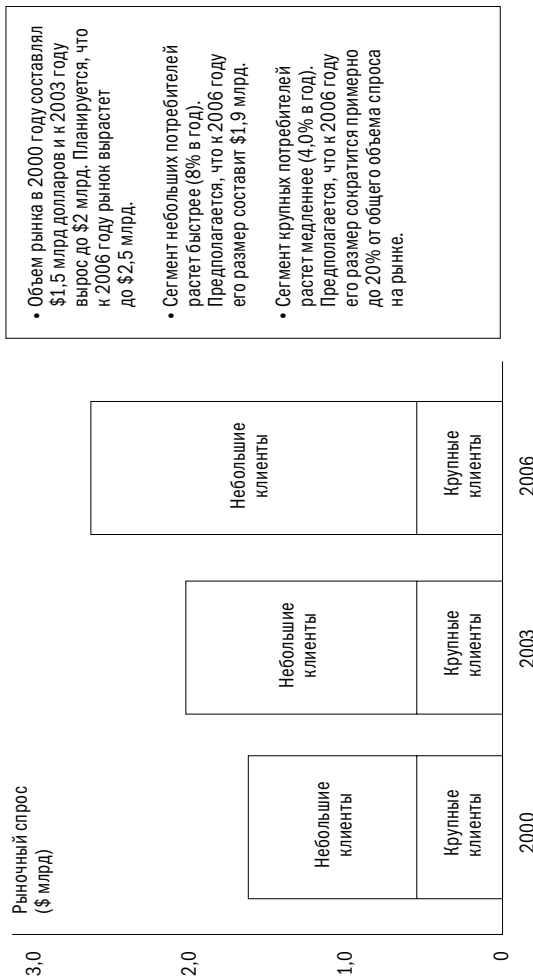 Рыночный спрос
($ млрд)
3,0
2,0
1,0
0
Небольшие
клиенты
Крупные
клиенты
2000
Небольшие
клиенты
Крупные
клиенты
2003
Небольшие
клиенты
Крупные
клиенты
2006
• Объем рынка в 2000 году составлял
$1,5 млрд долларов и к 2003 году
вырос до $2 млрд. Планируется, что
к 2006 году рынок вырастет
до $2,5 млрд.
• Сегмент небольших потребителей
растет быстрее (8% в год).
Предполагается, что к 2006 году
его размер составит $1,9 млрд.
• Сегмент крупных потребителей
растет медленнее (4,0% в год).
Предполагается, что к 2006 году
его размер сократится примерно
до 20% от общего объема спроса
на рынке.